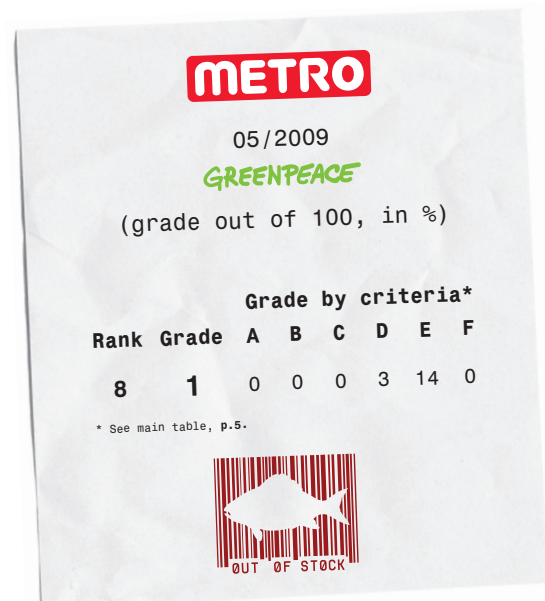 METRO
05/2009
GREENPEACE
(grade out of 100, in %)
Grade by criteria*
Rank Grade A B C D E F
8 1 0 0 0 3 14 0
* See main table, p.5.
OUT OF STOCK